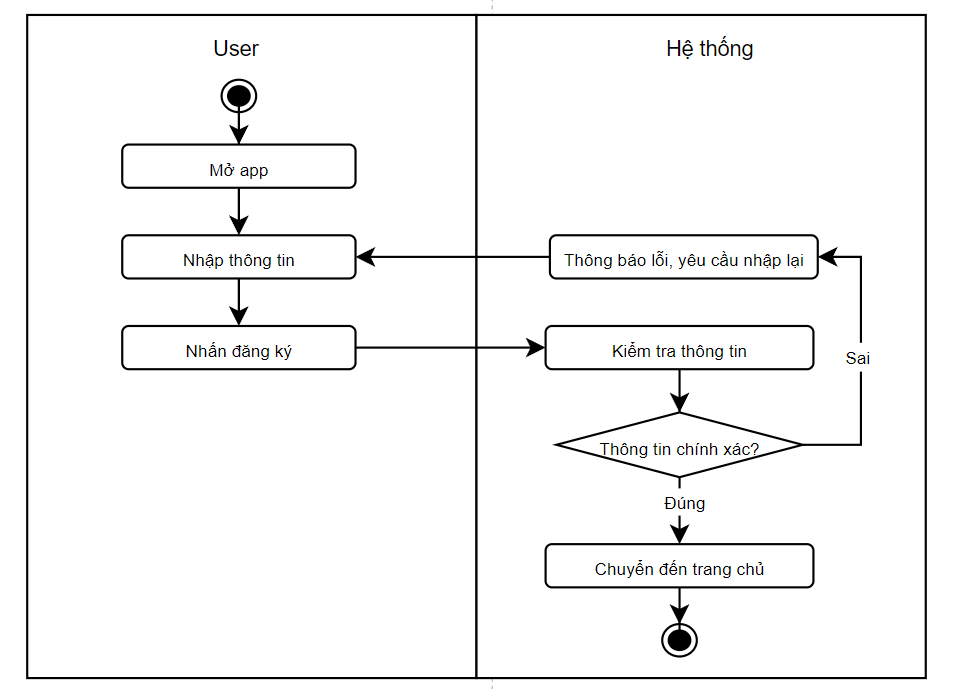 User
Hệ thống
Mở app
Nhập thông tin
Thông báo lỗi, yêu cầu nhập lại
Nhấn đăng ký
Kiểm tra thông tin
Sai
Thông tin chính xác?
Đúng
Chuyển đến trang chủ